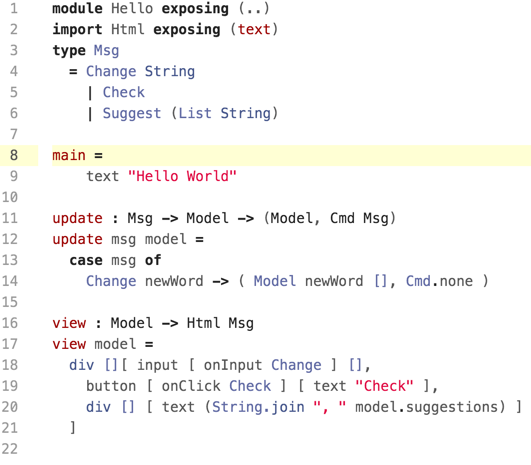 1 module Hello exposing (..)
2 import Html exposing (text)
3 type Msg
4   = Change String
5     | Check
6     | Suggest (List String)
7
8 main =
9     text "Hello World"
10
11 update : Msg -> Model -> (Model, Cmd Msg)
12 update msg model =
13   case msg of
14     Change newWord -> ( Model newWord [], Cmd.none )
15
16 view : Model -> Html Msg
17 view model =
18   div [][ input [ onInput Change ] [],
19     button [ onClick Check ] [ text "Check" ],
20     div [] [ text (String.join ", " model.suggestions) ]
21   ]
22